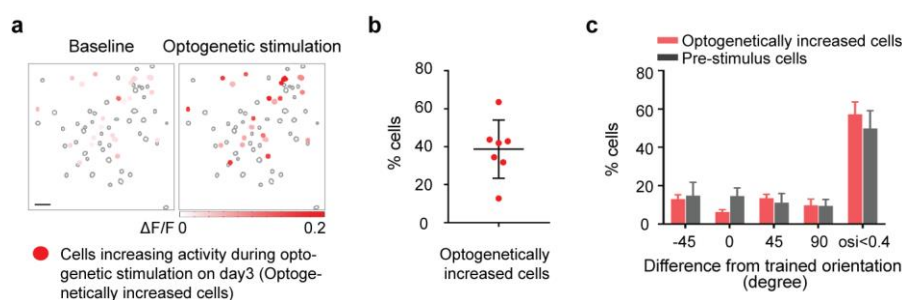 a
Baseline
Optogenetic stimulation
ΔF/F
0
0.2
Cells increasing activity during opto-
genetic stimulation on day3 (Optoge-
netically increased cells)
b
% cells
80
60
40
20
0
Optogenetically
increased cells
c
Optogenetically increased cells
Pre-stimulus cells
% cells
80
60
40
20
0
-45
0
45
90
osi<0.4
Difference from trained orientation
(degree)